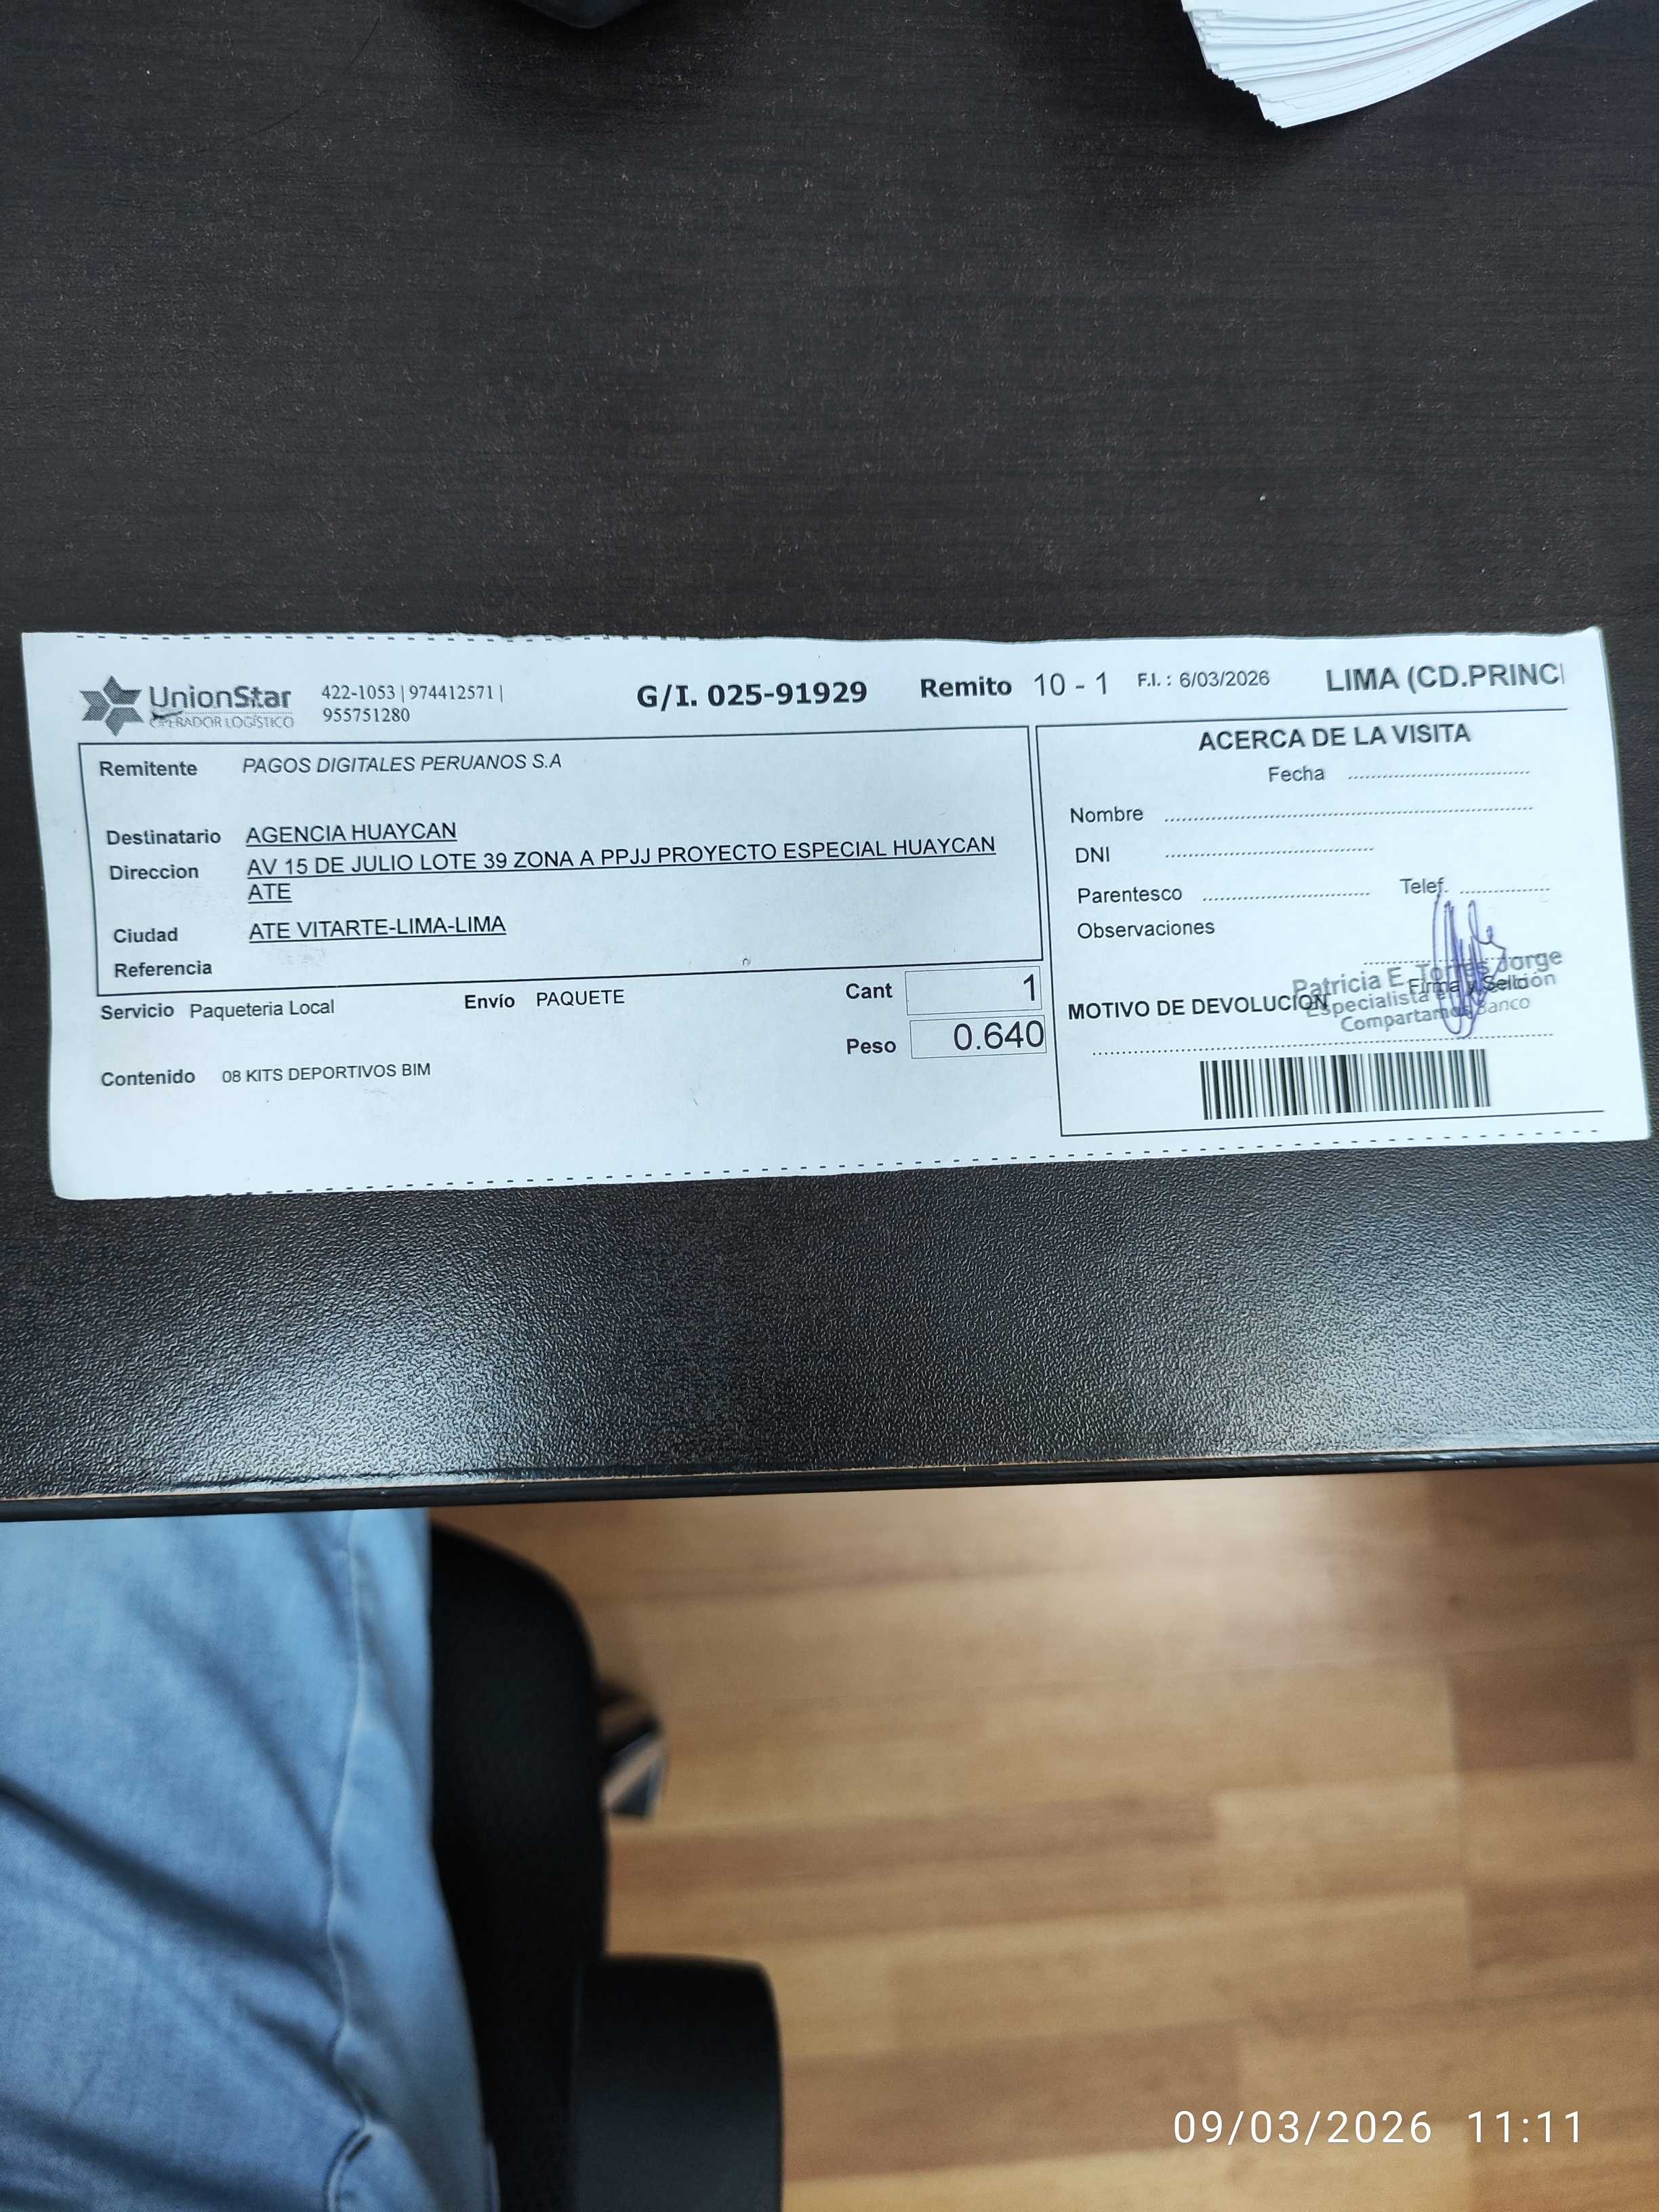 UnionStar
OPERADOR LOGÍSTICO
422-1053 | 974412571 |
955751280
G/I. 025-91929
Remito 10 - 1
F.I. : 6/03/2026
LIMA (CD.PRINCI
Remitente PAGOS DIGITALES PERUANOS S.A
Destinatario AGENCIA HUAYCAN
Direccion AV 15 DE JULIO LOTE 39 ZONA A PPJJ PROYECTO ESPECIAL HUAYCAN
ATE
Ciudad ATE VITARTE-LIMA-LIMA
Referencia
Servicio Paqueteria Local Envío PAQUETE
Cant 1
Peso 0.640
Contenido 08 KITS DEPORTIVOS BIM
ACERCA DE LA VISITA
Fecha
Nombre
DNI
Parentesco Telef.
Observaciones
Patricia E. Torres Jorge
Firma y Sello
Especialista
Compartamos Banco
MOTIVO DE DEVOLUCION
09/03/2026 11:11